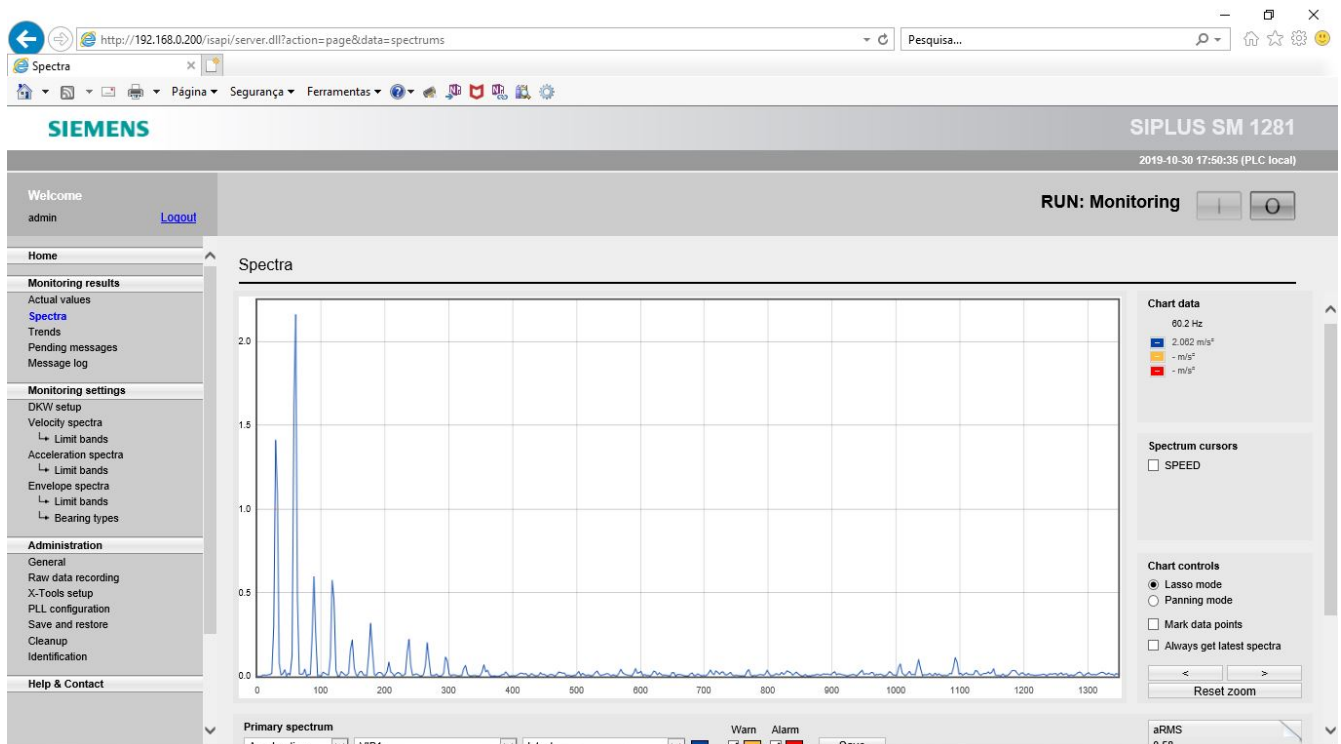 http://192.168.0.200/isapi/server.dll?action=page&data=spectrums
Pesquisa...
Spectra
Página
Segurança
Ferramentas
SIEMENS
SIPLUS SM 1281
2019-10-30 17:50:35 (PLC local)
Welcome
admin
Logout
RUN: Monitoring
I
O
Home
Monitoring results
Actual values
Spectra
Trends
Pending messages
Message log
Monitoring settings
DKW setup
Velocity spectra
Limit bands
Acceleration spectra
Limit bands
Envelope spectra
Limit bands
Bearing types
Administration
General
Raw data recording
X-Tools setup
PLL configuration
Save and restore
Cleanup
Identification
Help & Contact
Spectra
2.0
1.5
1.0
0.5
0.0
0 100 200 300 400 500 600 700 800 900 1000 1100 1200 1300
Chart data
60.2 Hz
2.062 m/s²
- m/s²
- m/s²
Spectrum cursors
SPEED
Chart controls
Lasso mode
Panning mode
Mark data points
Always get latest spectra
< >
Reset zoom
Primary spectrum
Warn Alarm
aRMS